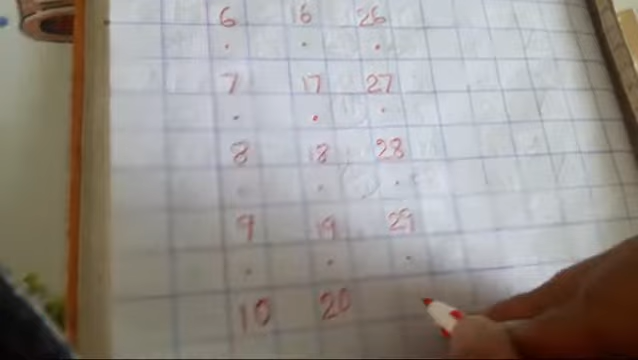 6 16 26
. . .
7 17 27
. . .
8 18 28
. . .
9 19 29
. . .
10 20